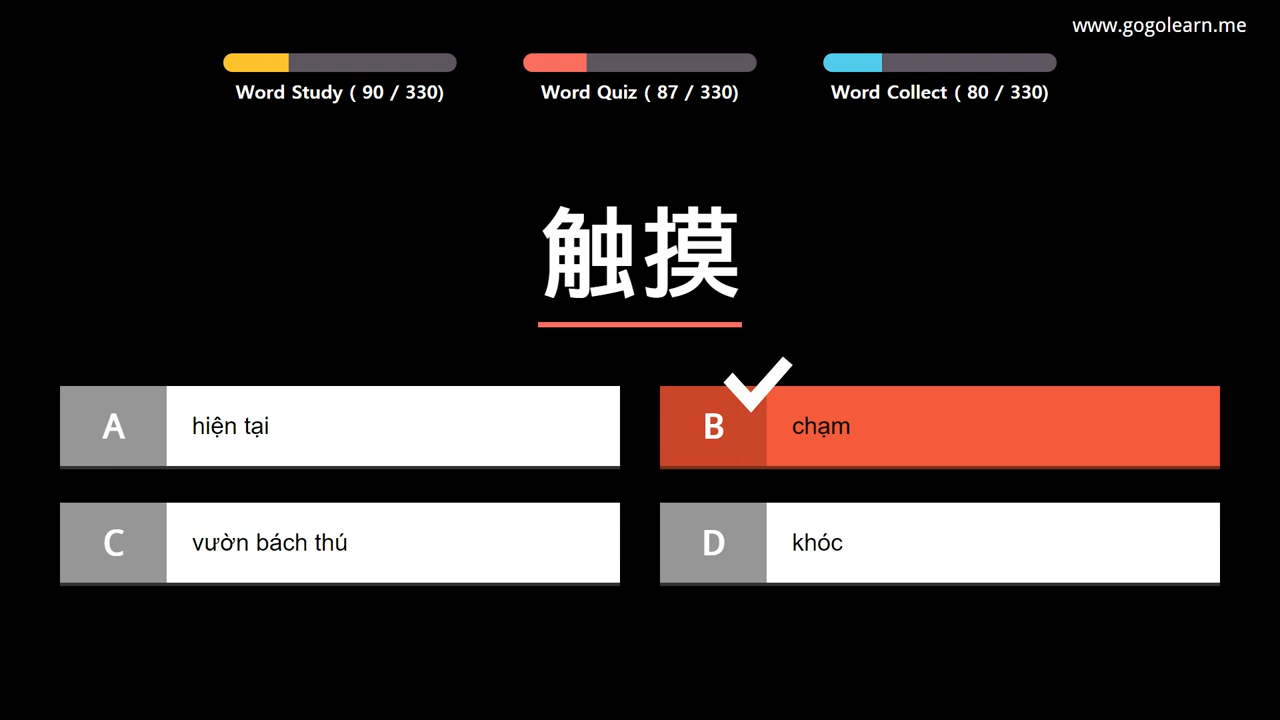 www.gogolearn.me
Word Study ( 90 / 330)
Word Quiz ( 87 / 330)
Word Collect ( 80 / 330)
触摸
A hiện tại
B chạm
C vườn bách thú
D khóc